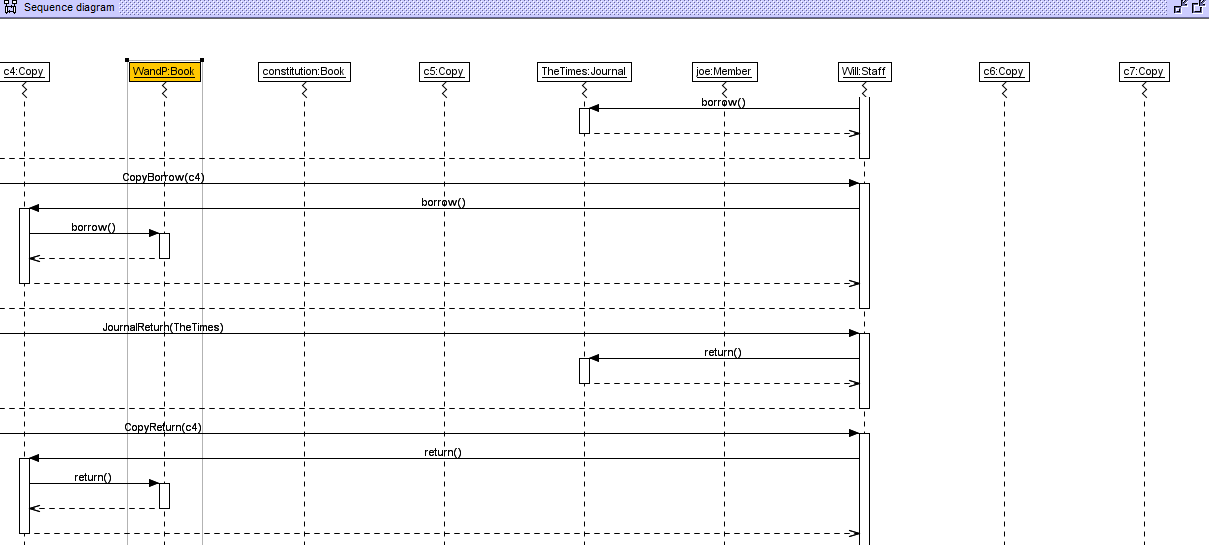 Sequence diagram
c4:Copy
WandP:Book
constitution:Book
c5:Copy
TheTimes:Journal
joe:Member
Will:Staff
c6:Copy
c7:Copy
borrow()
CopyBorrow(c4)
borrow()
borrow()
JournalReturn(TheTimes)
return()
CopyReturn(c4)
return()
return()